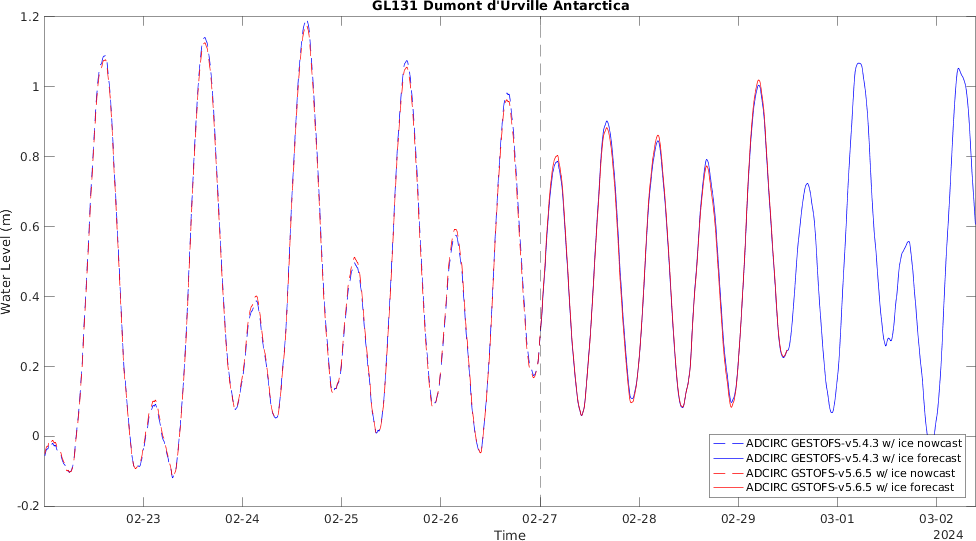 GL131 Dumont d'Urville Antarctica
1.2
1
0.8
0.6
0.4
0.2
0
-0.2
Water Level (m)
02-23 02-24 02-25 02-26 02-27 02-28 02-29 03-01 03-02
Time
2024
ADCIRC GESTOFS-v5.4.3 w/ ice nowcast
ADCIRC GESTOFS-v5.4.3 w/ ice forecast
ADCIRC GSTOFS-v5.6.5 w/ ice nowcast
ADCIRC GSTOFS-v5.6.5 w/ ice forecast